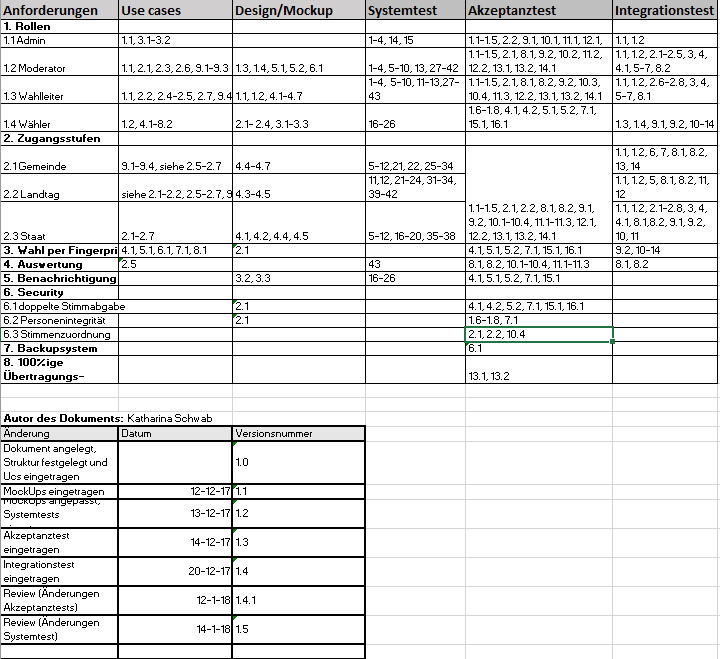 Anforderungen Use cases Design/Mockup Systemtest Akzeptanztest Integrationstest
1. Rollen
1.1 Admin 1.1, 3.1-3.2 1-4, 14, 15 1.1-1.5, 2.2, 9.1, 10.1, 11.1, 12.1, 1.1, 1.2
1.1-1.5, 2.1, 8.1, 9.2, 10.2, 11.2, 1.1, 1.2, 2.1-2.5, 3, 4,
1.2 Moderator 1.1, 2.1, 2.3, 2.6, 9.1-9.3 1.3, 1.4, 5.1, 5.2, 6.1 1-4, 5-10, 13, 27-42 12.2, 13.1, 13.2, 14.1 4.1, 5-7, 8.2
1-4, 5-10, 11-13,27- 1.1-1.5, 2.1, 8.1, 8.2, 9.2, 10.3, 1.1, 1.2, 2.6-2.8, 3, 4,
1.3 Wahlleiter 1.1, 2.2, 2.4-2.5, 2.7, 9.4 1.1, 1.2, 4.1-4.7 43 10.4, 11.3, 12.2, 13.1, 13.2, 14.1 5-7, 8.1
1.6-1.8, 4.1, 4.2, 5.1, 5.2, 7.1,
1.4 Wähler 1.2, 4.1-8.2 2.1- 2.4, 3.1-3.3 16-26 15.1, 16.1 1.3, 1.4, 9.1, 9.2, 10-14
2. Zugangsstufen
1.1, 1.2, 6, 7, 8.1, 8.2,
2.1 Gemeinde 9.1-9.4, siehe 2.5-2.7 4.4-4.7 5-12,21, 22, 25-34 13, 14
11,12, 21-24, 31-34, 1.1, 1.2, 5, 8.1, 8.2, 11,
2.2 Landtag siehe 2.1-2.2, 2.5-2.7, 9 4.3-4.5 39-42 12
1.1-1.5, 2.1, 2.2, 8.1, 8.2, 9.1, 1.1, 1.2, 2.1-2.8, 3, 4,
9.2, 10.1-10.4, 11.1-11.3, 12.1, 4.1, 8.1,8.2, 9.1, 9.2,
2.3 Staat 2.1-2.7 4.1, 4.2, 4.4, 4.5 5-12, 16-20, 35-38 12.2, 13.1, 13.2, 14.1 10, 11
3. Wahl per Fingerpri 4.1, 5.1, 6.1, 7.1, 8.1 2.1 4.1, 5.1, 5.2, 7.1, 15.1, 16.1 9.2, 10-14
4. Auswertung 2.5 43 8.1, 8.2, 10.1-10.4, 11.1-11.3 8.1, 8.2
5. Benachrichtigung 3.2, 3.3 16-26 4.1, 5.1, 5.2, 7.1, 15.1
6. Security
6.1 doppelte Stimmabgabe 2.1 4.1, 4.2, 5.2, 7.1, 15.1, 16.1
6.2 Personenintegrität 2.1 1.6-1.8, 7.1
6.3 Stimmenzuordnung 2.1, 2.2, 10.4
7. Backupsystem 6.1
8. 100%ige
Übertragungs- 13.1, 13.2
Autor des Dokuments: Katharina Schwab
Änderung Datum Versionsnummer
Dokument angelegt,
Struktur festgelegt und 1.0
Ucs eingetragen
MockUps eingetragen 12-12-17 1.1
MockUps angepasst,
Systemtests 13-12-17 1.2
Akzeptanztest
eingetragen 14-12-17 1.3
Integrationstest
eingetragen 20-12-17 1.4
Review (Änderungen
Akzeptanztests) 12-1-18 1.4.1
Review (Änderungen
Systemtest) 14-1-18 1.5